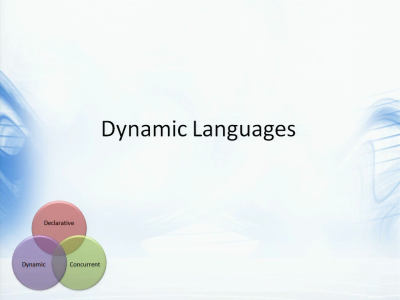 Dynamic Languages
Declarative
Dynamic
Concurrent